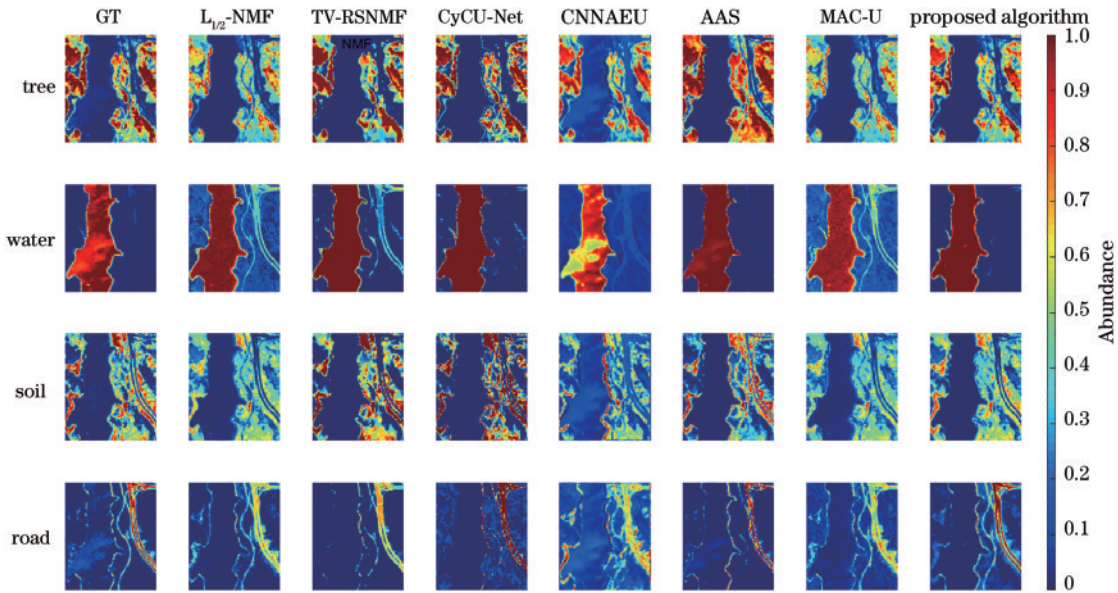 GT L1/2-NMF TV-RSNMF CyCU-Net CNNAEU AAS MAC-U proposed algorithm
NMF
tree
water
soil
road
1.0
0.9
0.8
0.7
0.6
0.5
0.4
0.3
0.2
0.1
0
Abundance